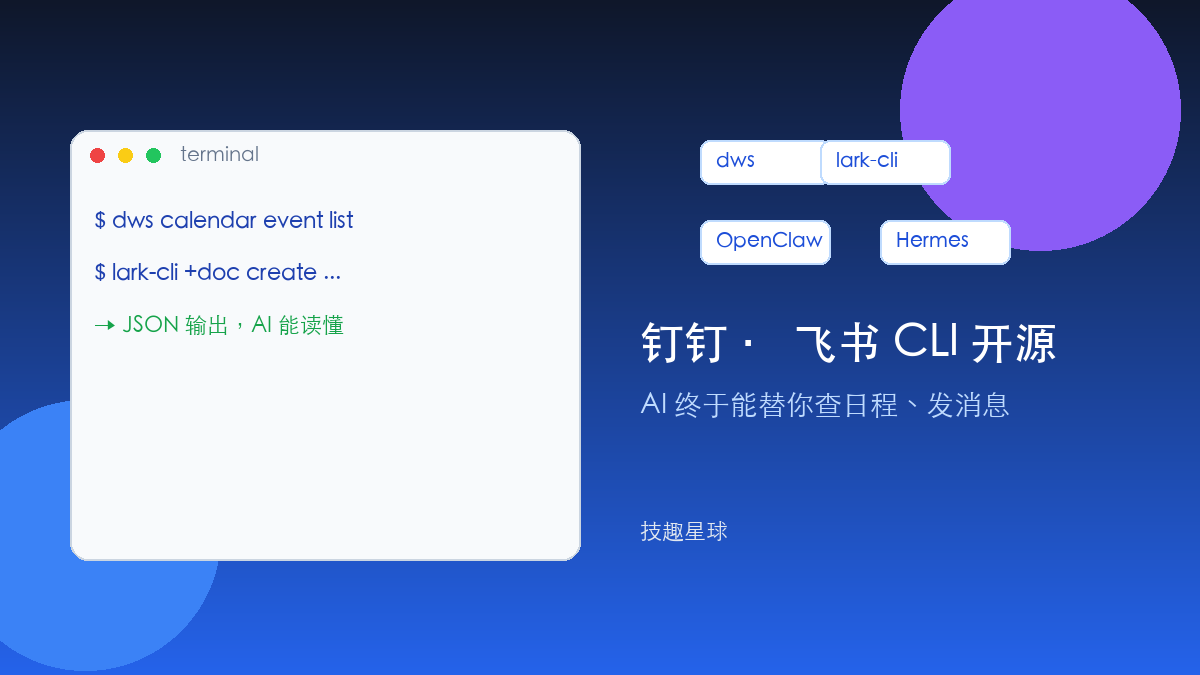 terminal
$ dws calendar event list
$ lark-cli +doc create ...
→ JSON 输出，AI 能读懂
dws
lark-cli
OpenClaw
Hermes
钉钉 · 飞书 CLI 开源
AI 终于能替你查日程、发消息
技趣星球